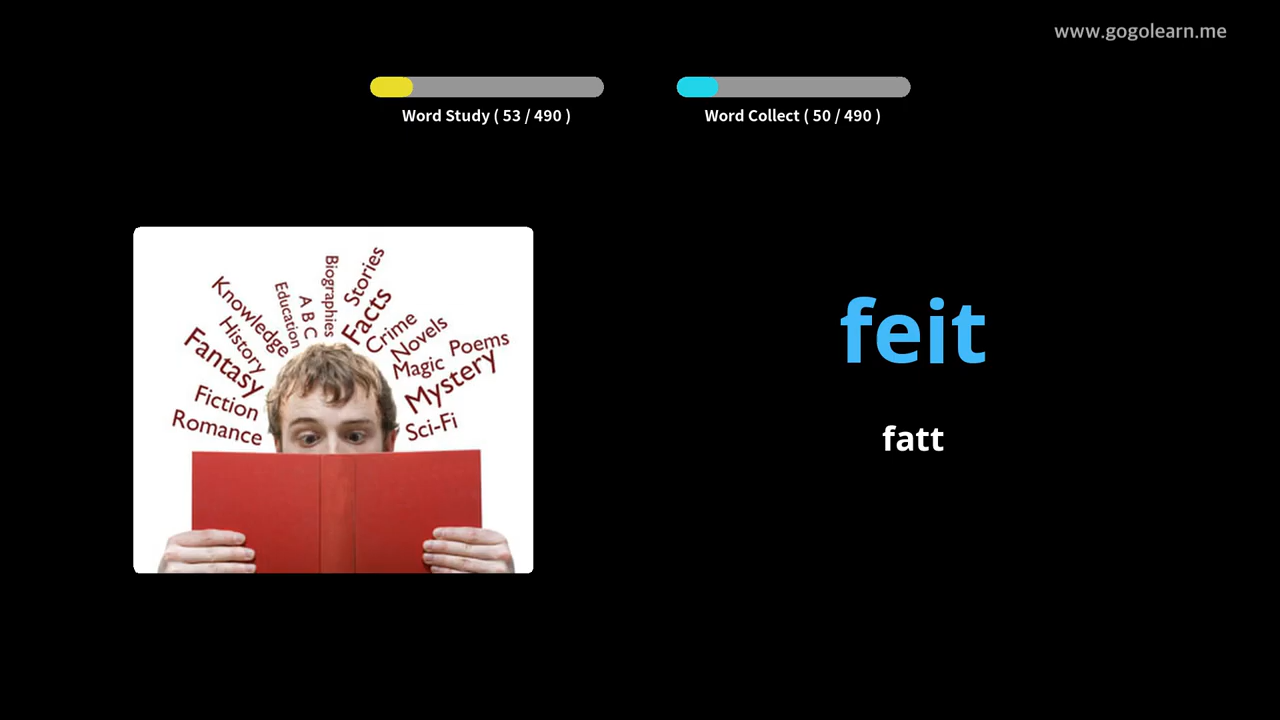 www.gogolearn.me
Word Study ( 53 / 490 )
Word Collect ( 50 / 490 )
Biographies
Stories
Education
A B C
Facts
Knowledge
Crime
History
Novels
Poems
Fantasy
Magic
Mystery
Fiction
Romance
Sci-Fi
feit
fatt